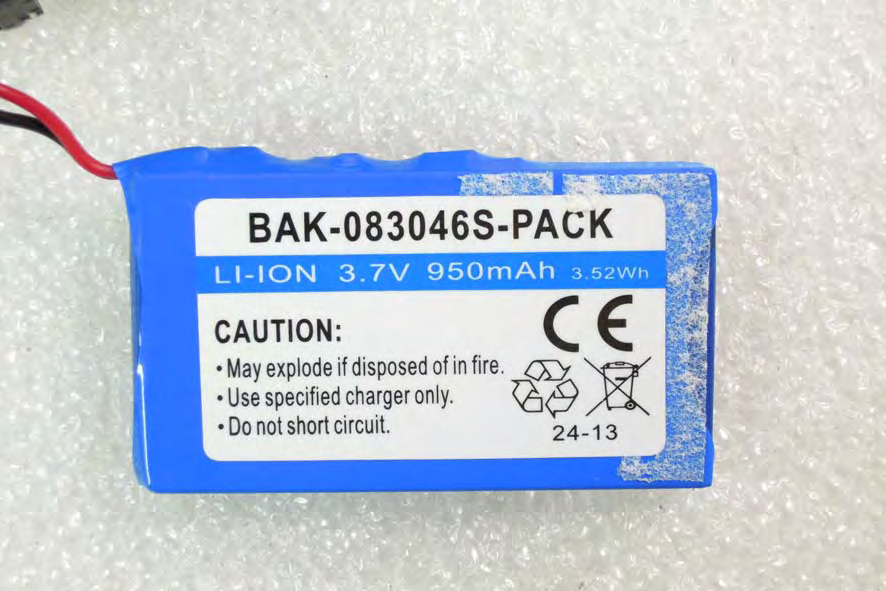 BAK-083046S-PACK
LI-ION 3.7V 950mAh 3.52Wh
CE
CAUTION:
•May explode if disposed of in fire.
•Use specified charger only.
•Do not short circuit.
24-13